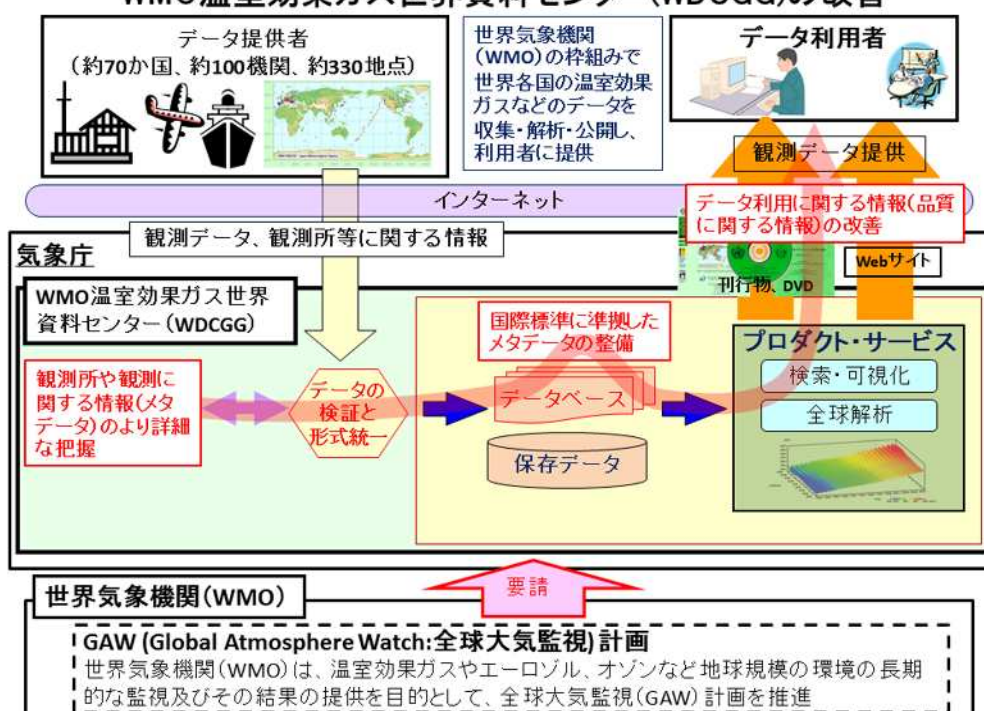 WMO温室効果ガス世界資料センター(WDCGG)の改善
データ提供者
(約70か国、約100機関、約330地点)
世界気象機関
(WMO)の枠組みで
世界各国の温室効果
ガスなどのデータを
収集・解析・公開し、
利用者に提供
データ利用者
観測データ提供
インターネット
データ利用に関する情報(品質
に関する情報)の改善
観測データ、観測所等に関する情報
気象庁
Webサイト
刊行物、DVD
WMO温室効果ガス世界
資料センター(WDCGG)
国際標準に準拠した
メタデータの整備
プロダクト・サービス
検索・可視化
全球解析
観測所や観測に
関する情報(メタ
データ)のより詳細
な把握
データの
検証と
形式統一
データベース
保存データ
要請
世界気象機関(WMO)
GAW (Global Atmosphere Watch:全球大気監視)計画
世界気象機関(WMO)は、温室効果ガスやエーロゾル、オゾンなど地球規模の環境の長期
的な監視及びその結果の提供を目的として、全球大気監視(GAW)計画を推進